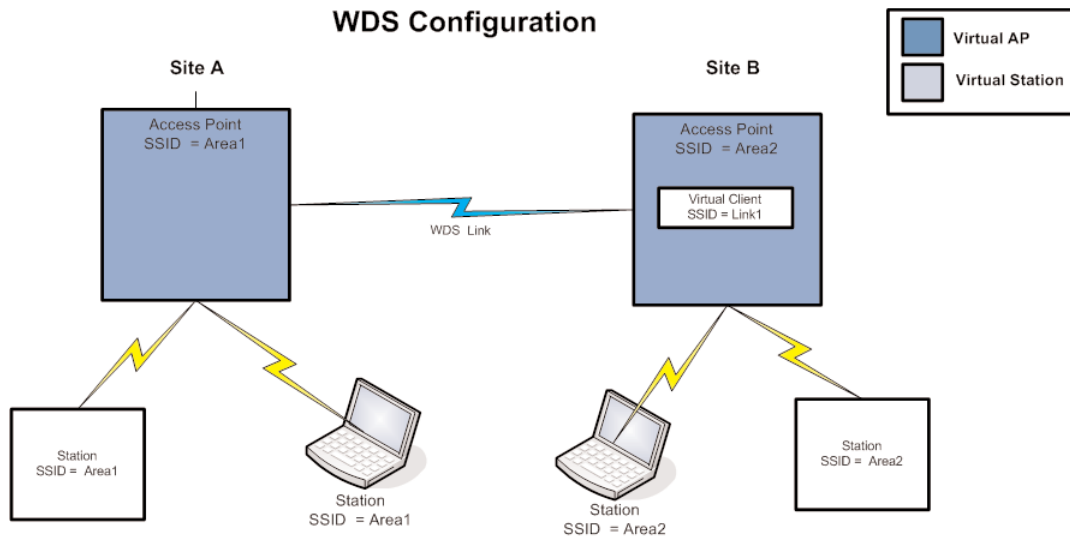 WDS Configuration
Virtual AP
Virtual Station
Site A
Site B
Access Point
SSID = Area1
Access Point
SSID = Area2
Virtual Client
SSID = Link1
WDS Link
Station
SSID = Area1
Station
SSID = Area1
Station
SSID = Area2
Station
SSID = Area2